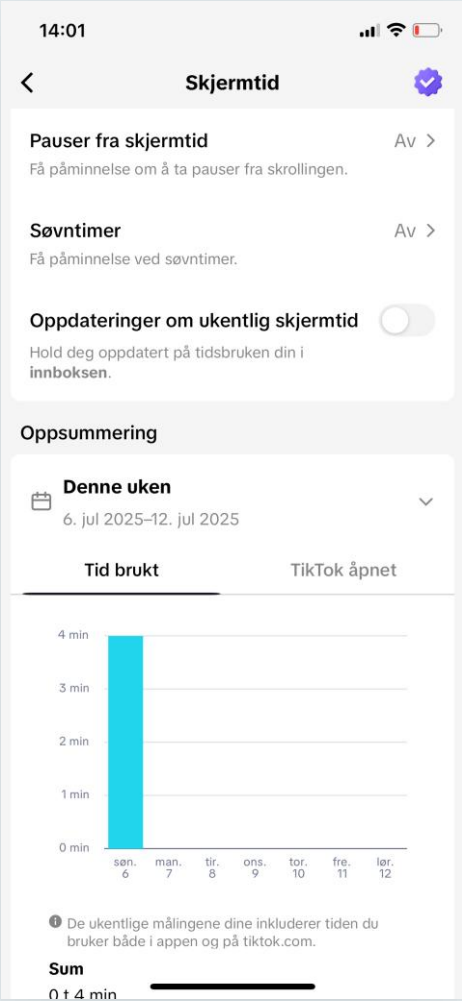 14:01
Skjermtid
Pauser fra skjermtid Av
Få påminnelse om å ta pauser fra skrollingen.
Søvntimer Av
Få påminnelse ved søvntimer.
Oppdateringer om ukentlig skjermtid
Hold deg oppdatert på tidsbruken din i
innboksen.
Oppsummering
Denne uken
6. jul 2025–12. jul 2025
Tid brukt TikTok åpnet
4 min
3 min
2 min
1 min
0 min
søn. man. tir. ons. tor. fre. lør.
6 7 8 9 10 11 12
De ukentlige målingene dine inkluderer tiden du
bruker både i appen og på tiktok.com.
Sum
0 t 4 min